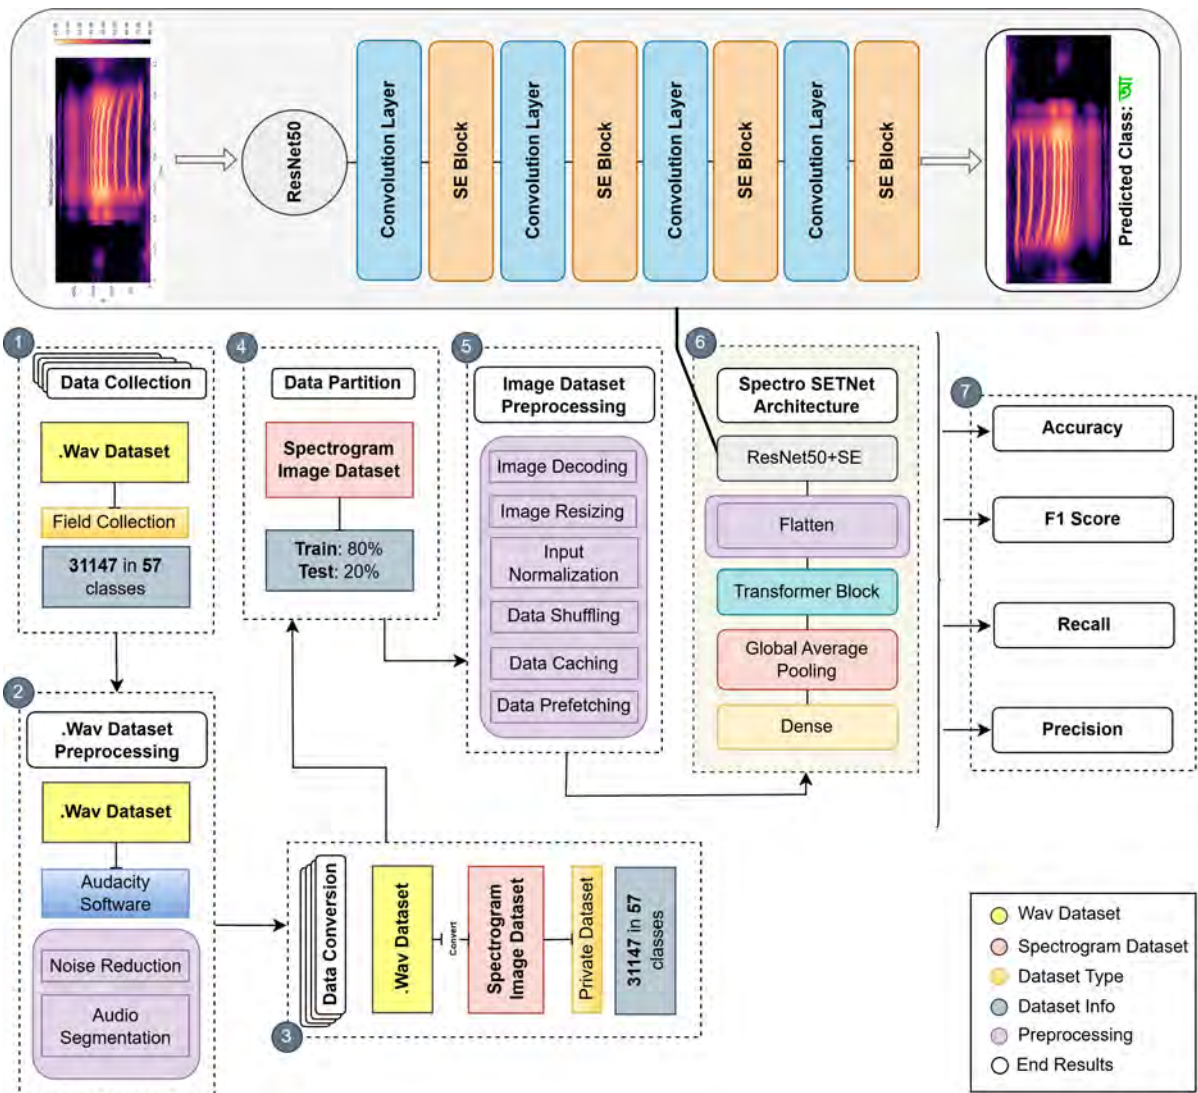 ResNet50
Convolution Layer
SE Block
Convolution Layer
SE Block
Convolution Layer
SE Block
Convolution Layer
SE Block
Predicted Class: আ
1
Data Collection
.Wav Dataset
Field Collection
31147 in 57
classes
2
.Wav Dataset
Preprocessing
.Wav Dataset
Audacity
Software
Noise Reduction
Audio
Segmentation
3
Data Conversion
.Wav Dataset
Convert
Spectrogram
Image Dataset
Private Dataset
31147 in 57
classes
4
Data Partition
Spectrogram
Image Dataset
Train: 80%
Test: 20%
5
Image Dataset
Preprocessing
Image Decoding
Image Resizing
Input
Normalization
Data Shuffling
Data Caching
Data Prefetching
6
Spectro SETNet
Architecture
ResNet50+SE
Flatten
Transformer Block
Global Average
Pooling
Dense
7
Accuracy
F1 Score
Recall
Precision
Wav Dataset
Spectrogram Dataset
Dataset Type
Dataset Info
Preprocessing
End Results